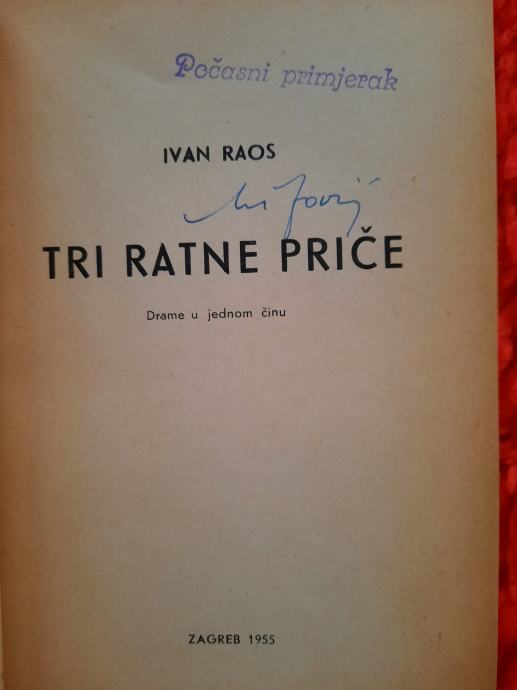 Počasni primjerak
IVAN RAOS
TRI RATNE PRIČE
Drame u jednom činu
ZAGREB 1955